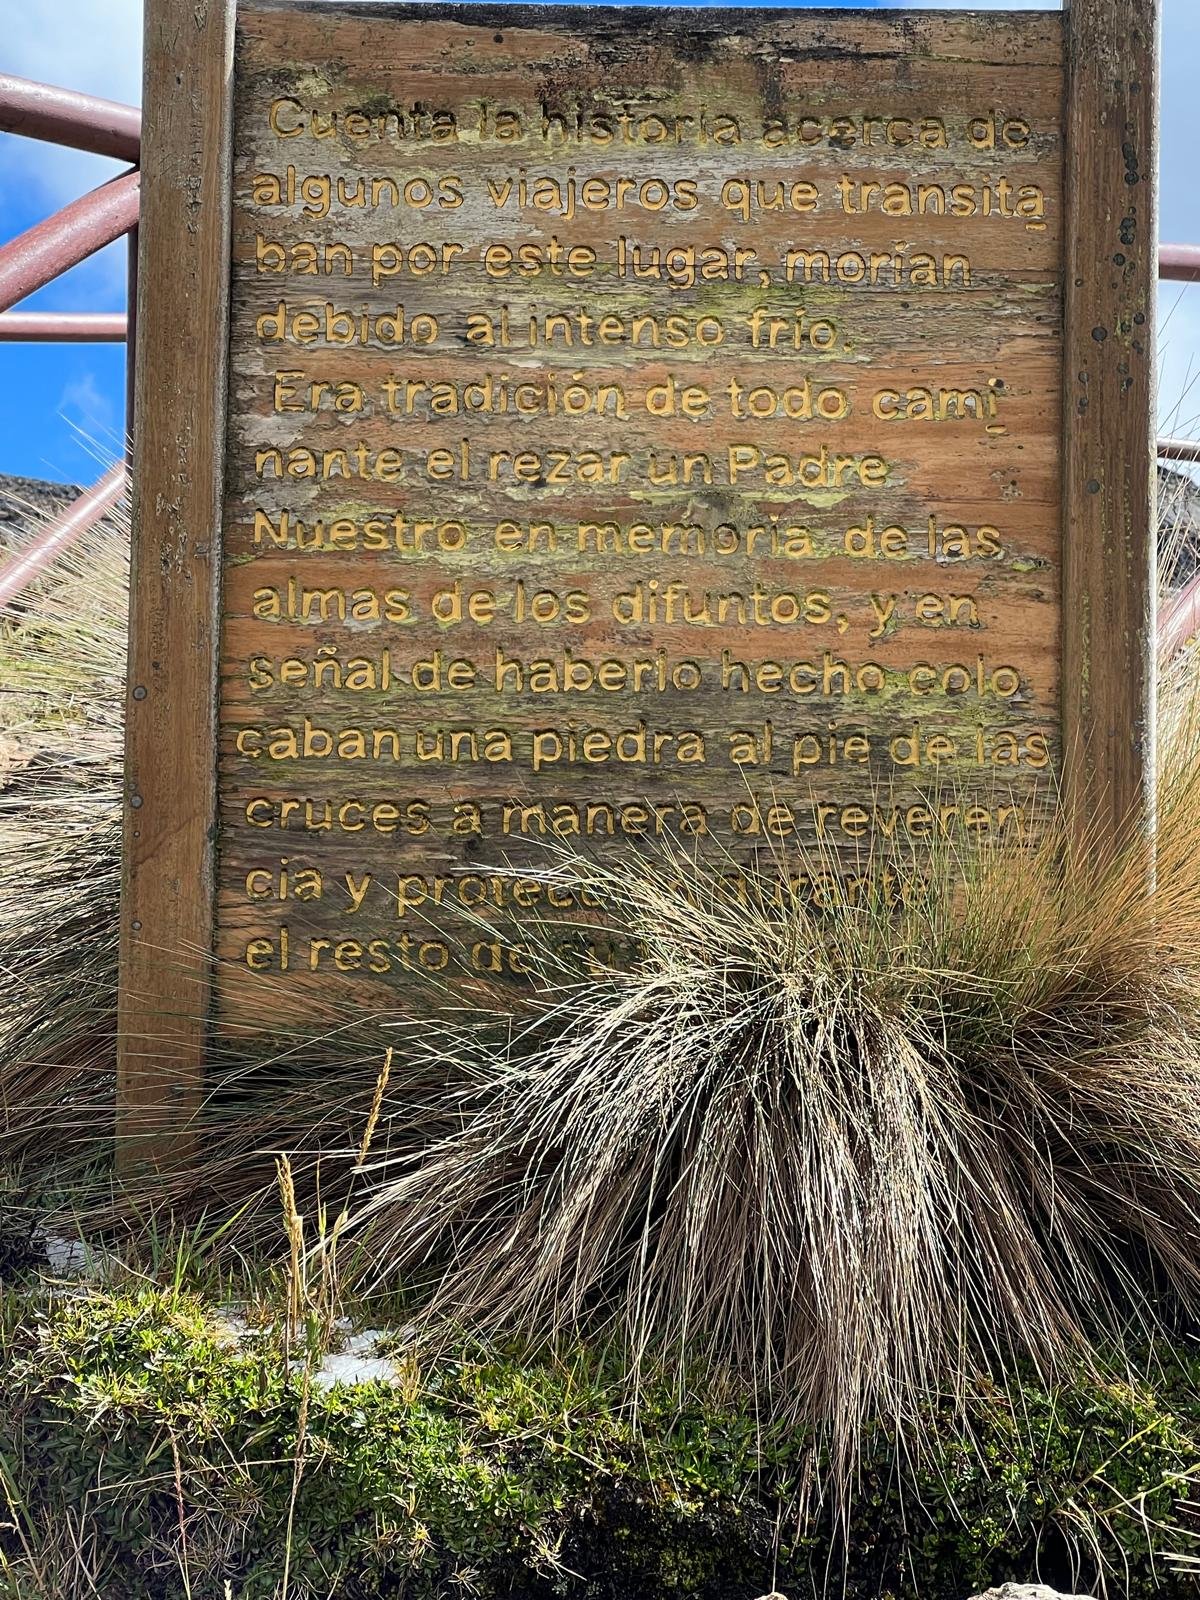 Cuenta la historia acerca de
algunos viajeros que transita
ban por este lugar, morían
debido al intenso frío.
Era tradición de todo cami
nante el rezar un Padre
Nuestro en memoria de las
almas de los difuntos, y en
señal de haberlo hecho colo
caban una piedra al pie de las
cruces a manera de reveren
cia y durante
el resto de su